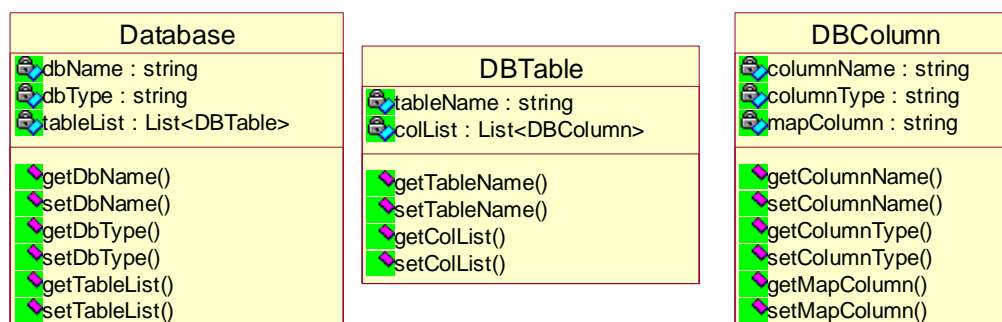 Database
dbName : string
dbType : string
tableList : List<DBTable>
getDbName()
setDbName()
getDbType()
setDbType()
getTableList()
setTableList()
DBTable
tableName : string
colList : List<DBColumn>
getTableName()
setTableName()
getColList()
setColList()
DBColumn
columnName : string
columnType : string
mapColumn : string
getColumnName()
setColumnName()
getColumnType()
setColumnType()
getMapColumn()
setMapColumn()